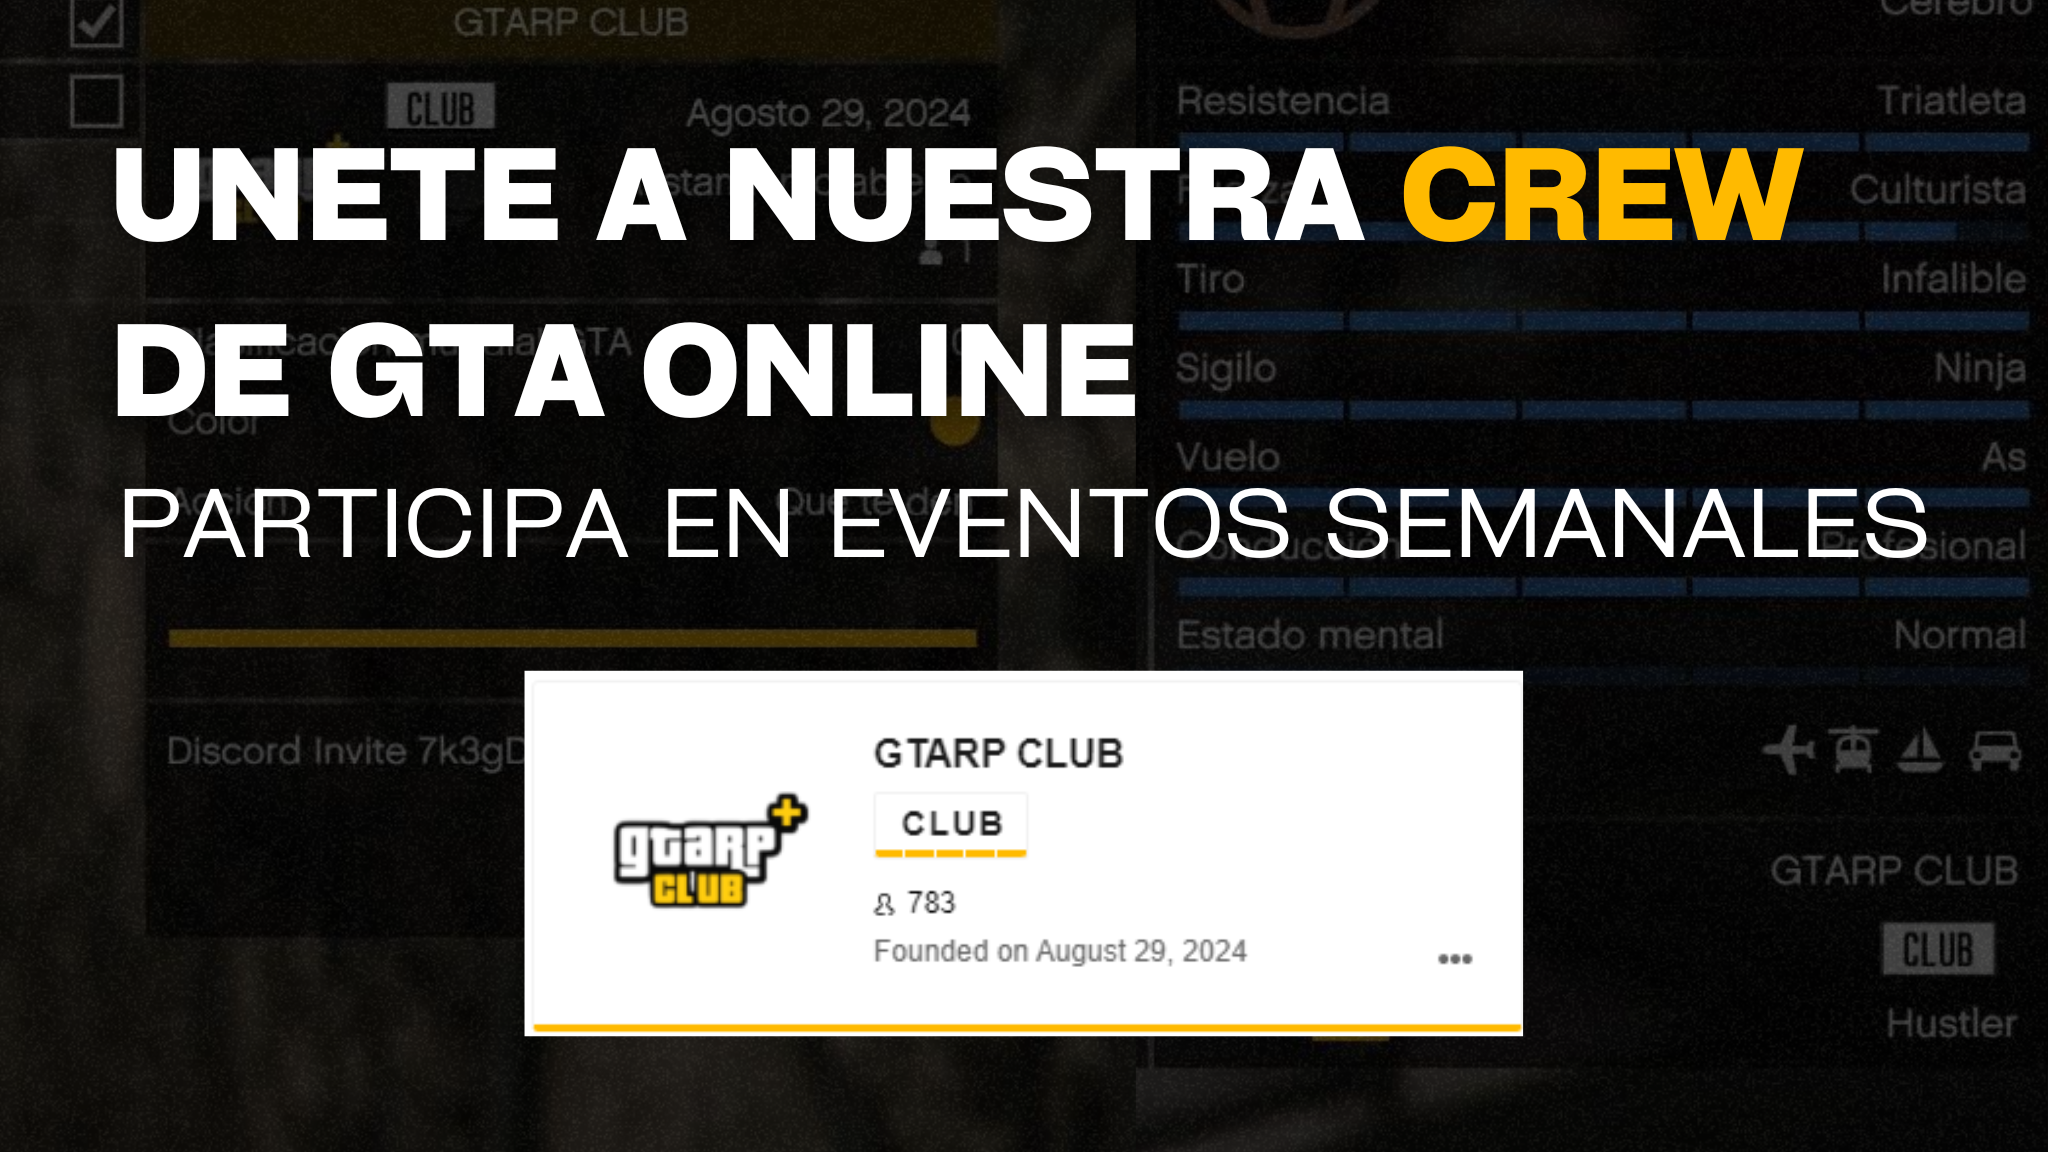 GTARP CLUB
CLUB
Agosto 29, 2024
UNETE A NUESTRA CREW
DE GTA ONLINE
PARTICIPA EN EVENTOS SEMANALES
Color
Discord Invite
Resistencia Triatleta
Culturista
Tiro Infalible
Sigilo Ninja
Vuelo As
Conducción Profesional
Estado mental Normal
GTARP CLUB
CLUB
Hustler
gtarp+
CLUB
GTARP CLUB
CLUB
783
Founded on August 29, 2024